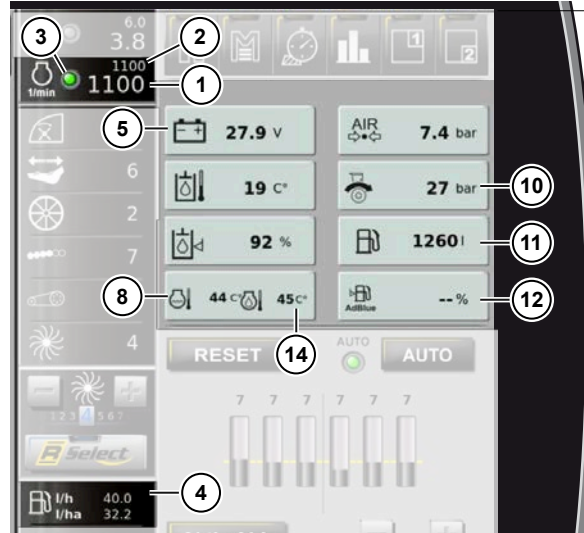 6.0
3.8
3
2
1100
1
1/min
1100
5
27.9 V
AIR
7.4 bar
6
19 C°
27 bar
10
2
7
92 %
1260 l
11
8
44 C°
45 C°
AdBlue
-- %
12
4
14
RESET
AUTO
AUTO
7 7 7 7 7 7
1 2 3 4 5 6 7
R Select
l/h 40.0
4
l/ha 32.2
1
2